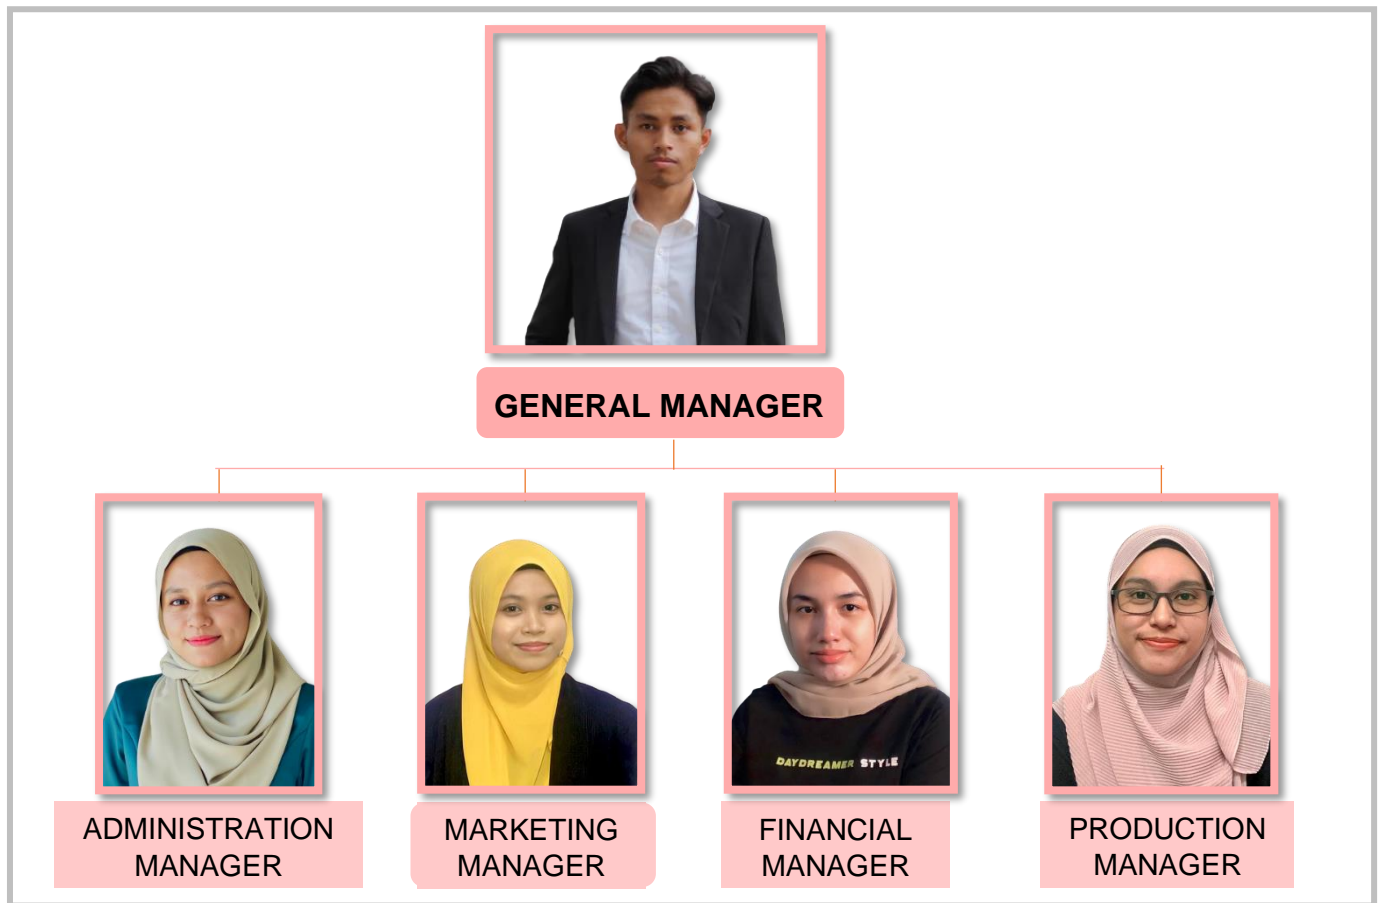 GENERAL MANAGER
DAYDREAMER STYLE
ADMINISTRATION
MANAGER
MARKETING
MANAGER
FINANCIAL
MANAGER
PRODUCTION
MANAGER